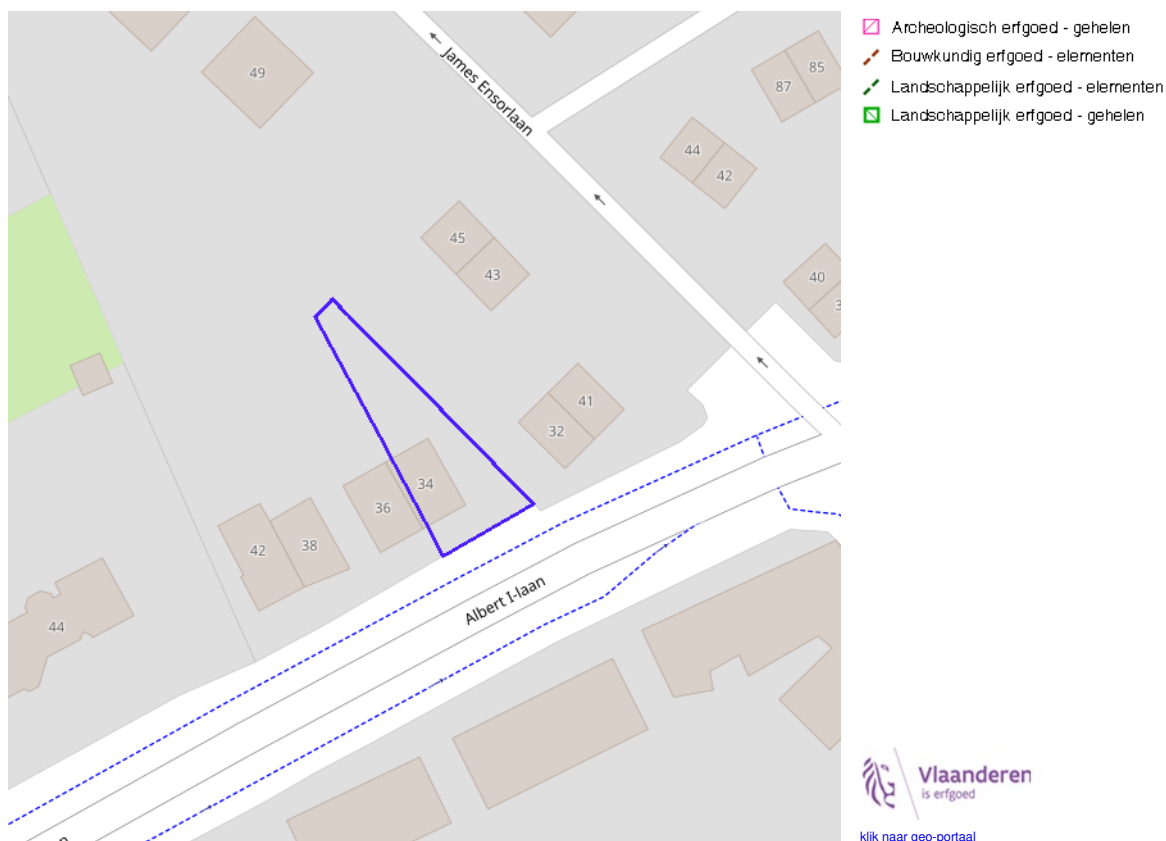 Archeologisch erfgoed - gehelen
Bouwkundig erfgoed - elementen
Landschappelijk erfgoed - elementen
Landschappelijk erfgoed - gehelen
49
James Ensorlaan
85
87
44
42
45
43
40
41
32
34
36
42
38
44
Albert I-laan
Vlaanderen
is erfgoed
klik naar geo-portaal